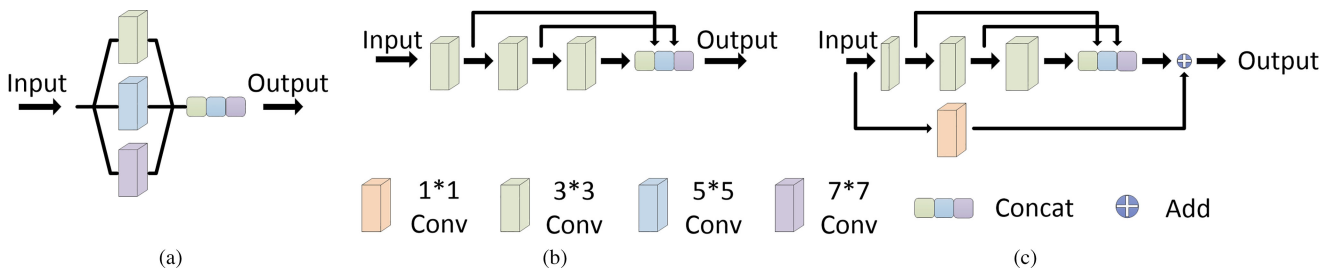 Input
Output
(a)
Input
Output
(b)
Input
Output
(c)
1*1
Conv
3*3
Conv
5*5
Conv
7*7
Conv
Concat
Add